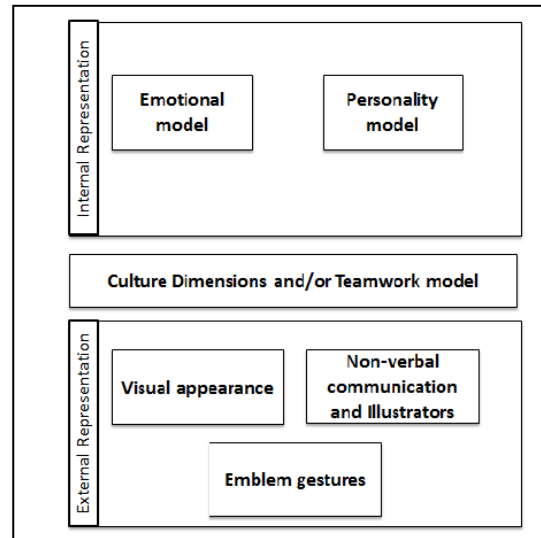 Internal Representation
Emotional
model
Personality
model
Culture Dimensions and/or Teamwork model
External Representation
Visual appearance
Non-verbal
communication
and Illustrators
Emblem gestures